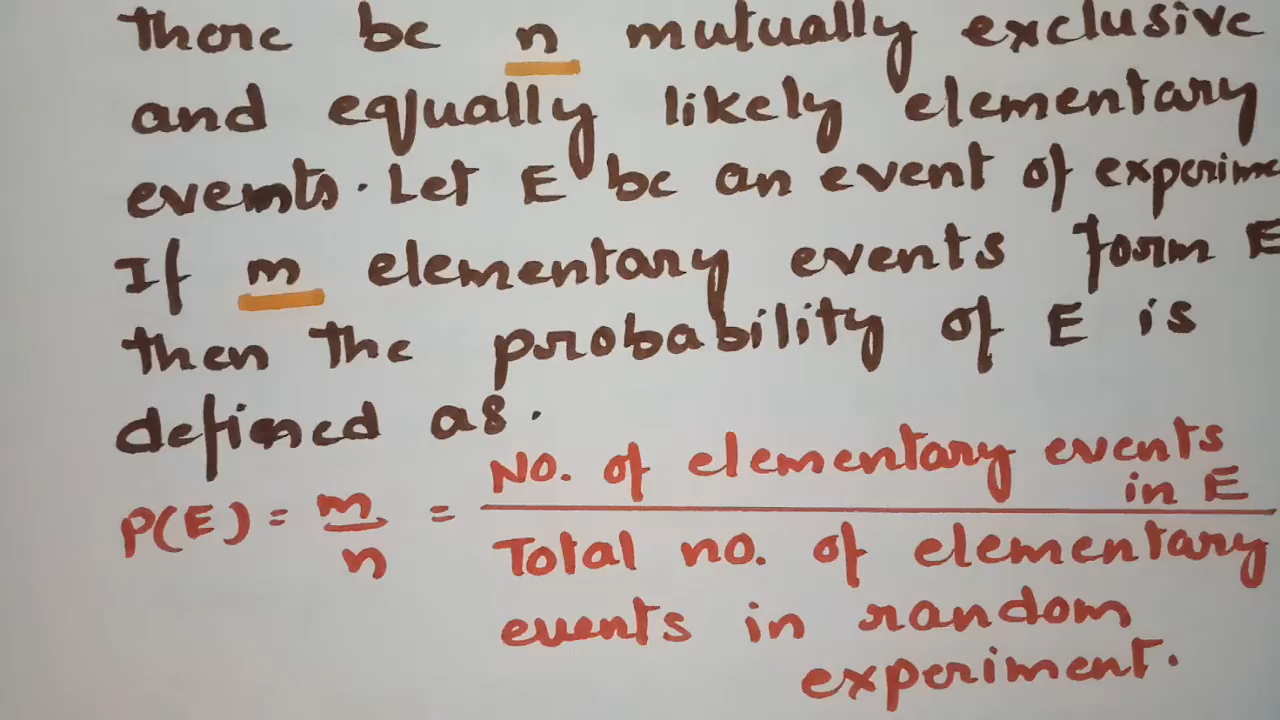 there be n mutually exclusive
and equally likely elementary
events. Let E be an event of experime
If m elementary events form E
then the probability of E is
defined as.
P(E) = m/n = No. of elementary events in E
Total no. of elementary
events in random
experiment.